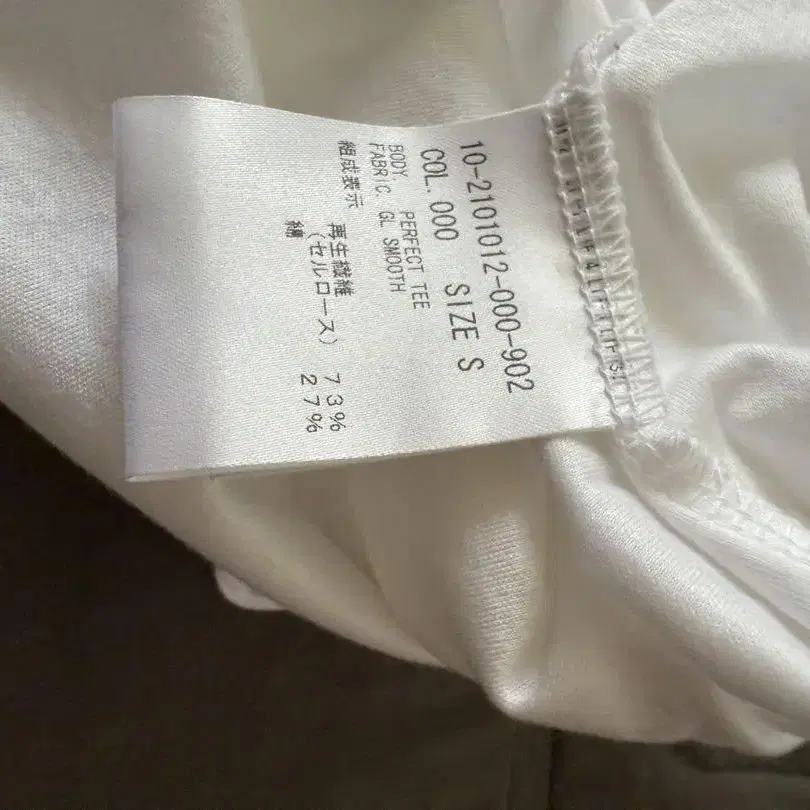 10-2101012-000-902
COL. 000 SIZE S
BODY. PERFECT TEE
FABRIC. GL SMOOTH
組成表示
再生繊維
(セルロース) 73%
綿 27%